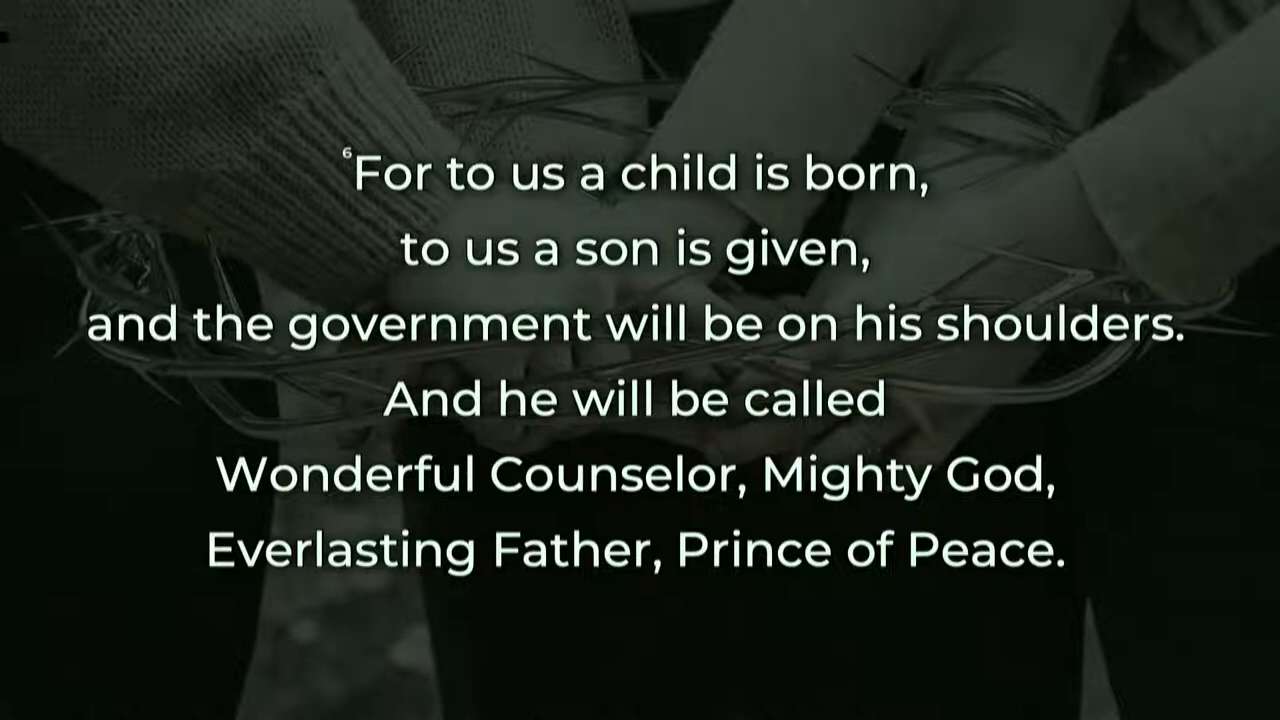 ⁶For to us a child is born,
to us a son is given,
and the government will be on his shoulders.
And he will be called
Wonderful Counselor, Mighty God,
Everlasting Father, Prince of Peace.